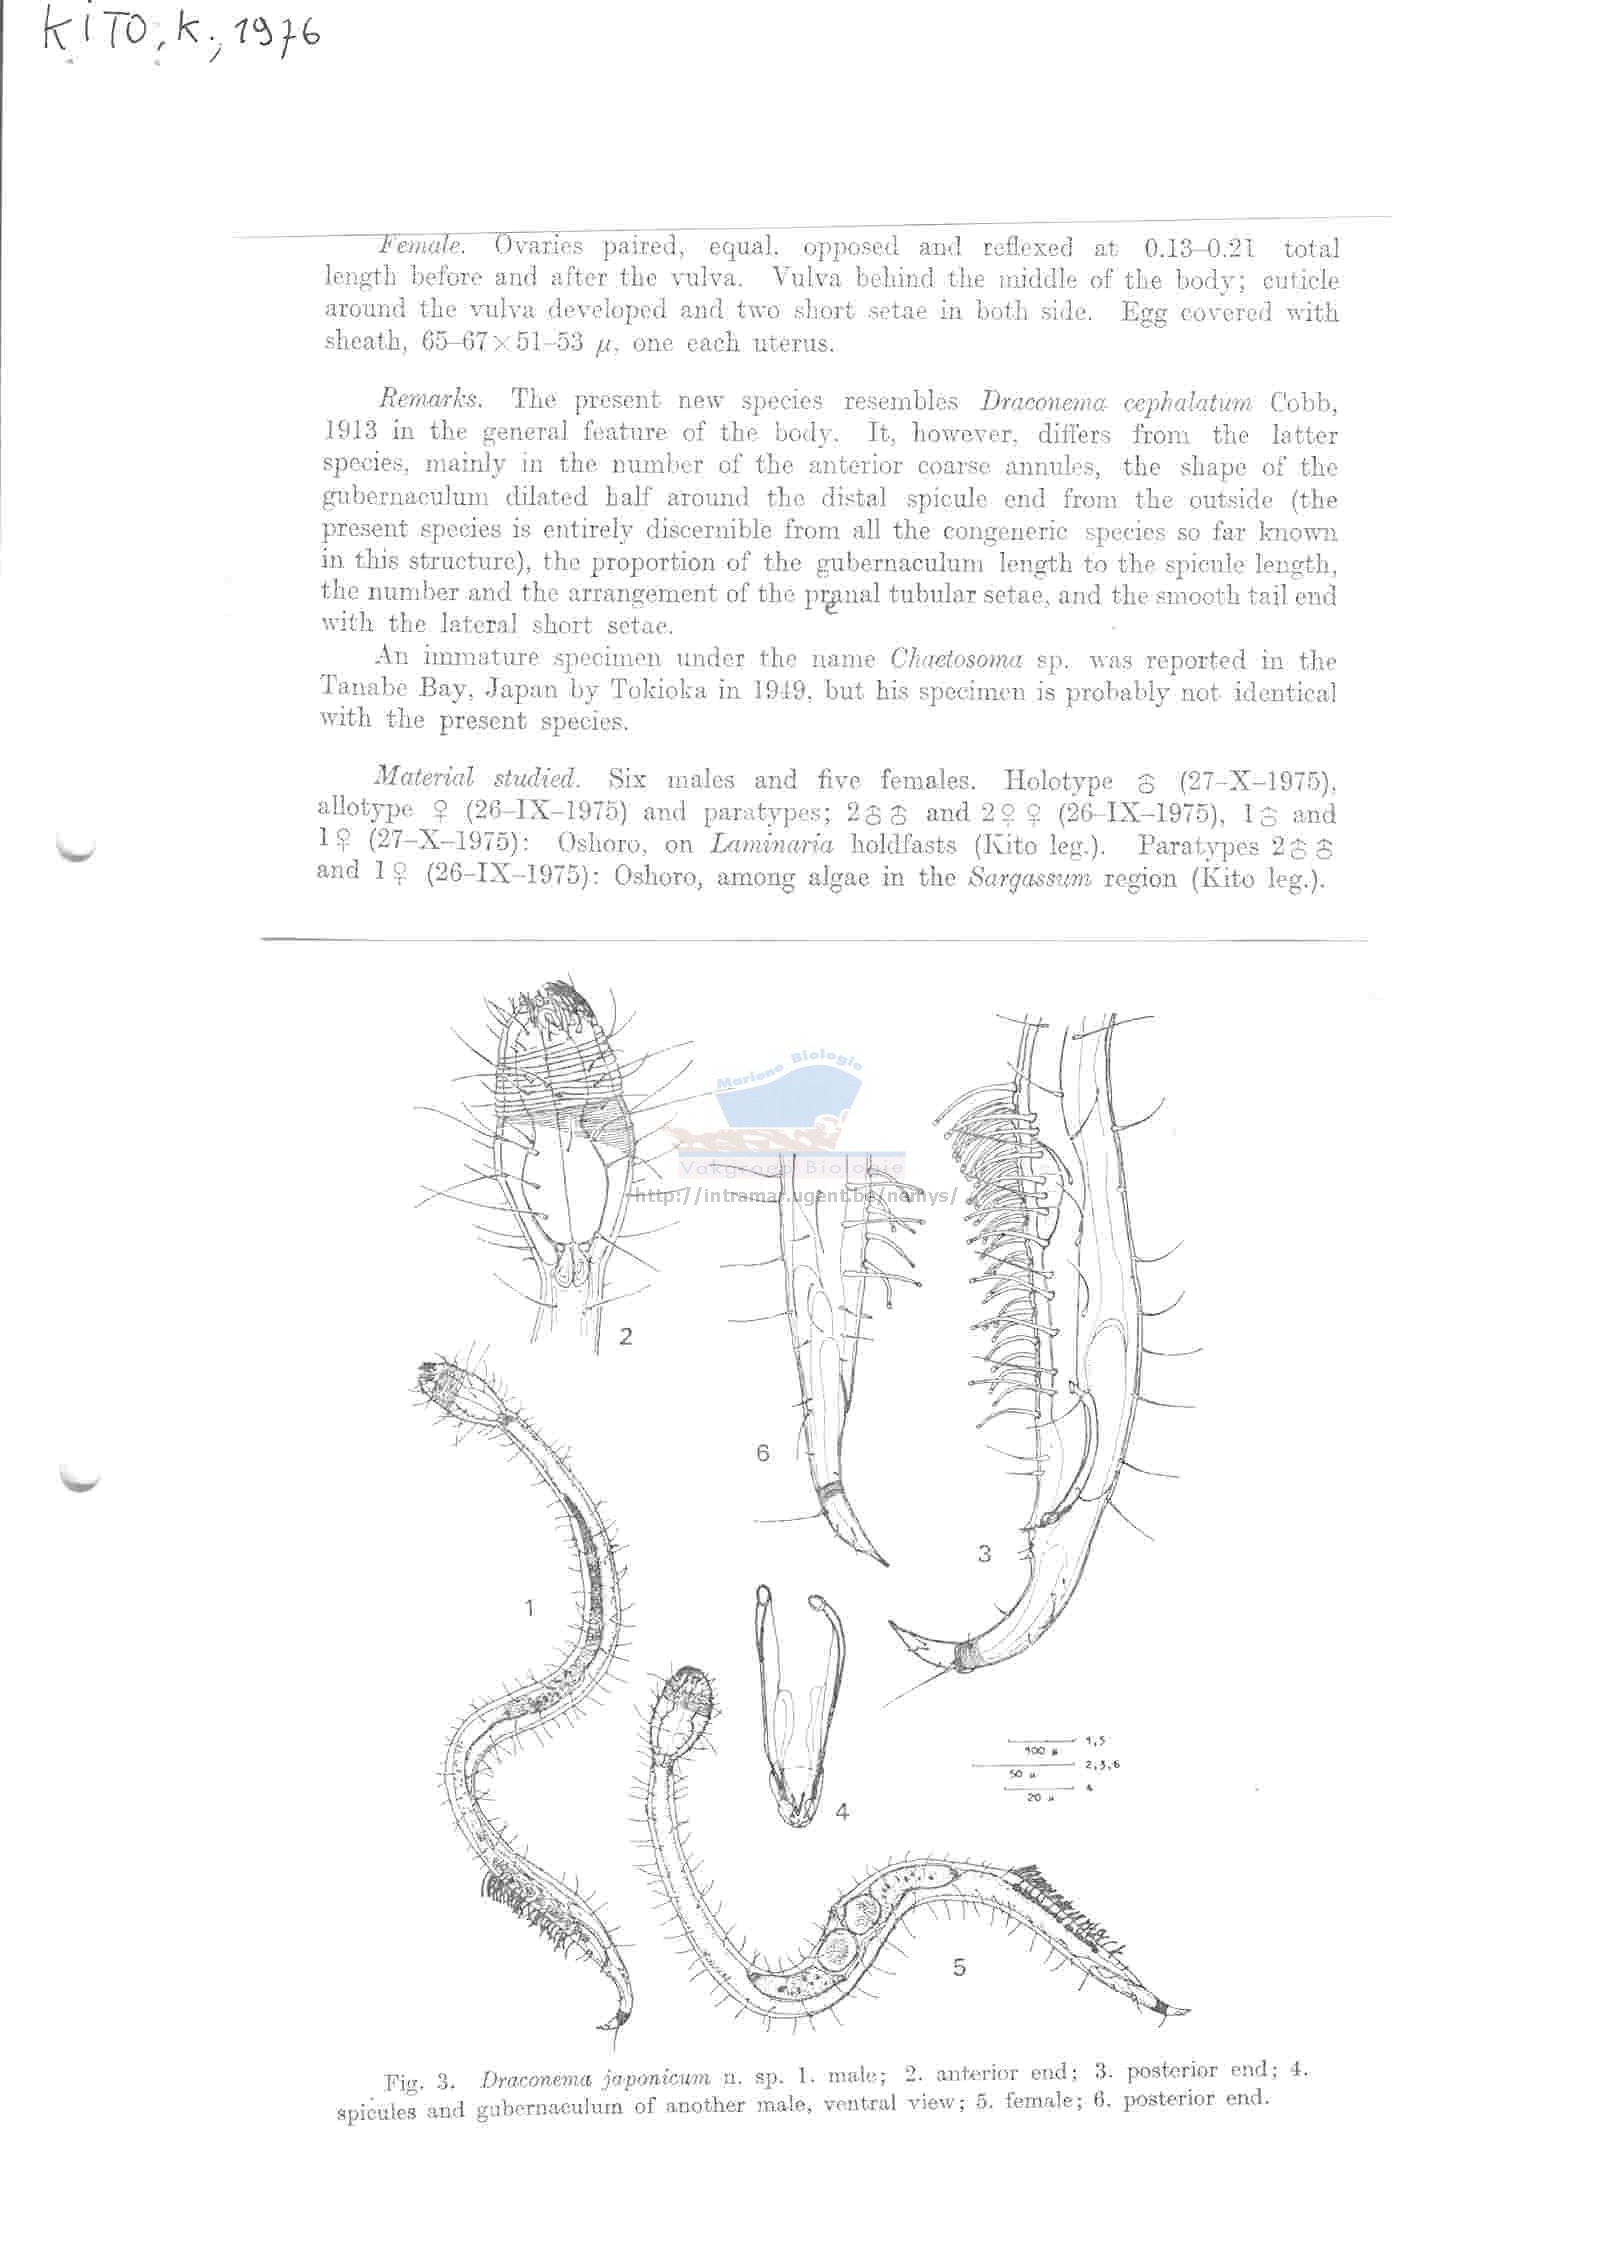 KiTO, K., 1976
Female. Ovaries paired, equal, opposed and reflexed at 0.13–0.21 total
length before and after the vulva. Vulva behind the middle of the body; cuticle
around the vulva developed and two short setae in both side. Egg covered with
sheath, 65–67×51–53 μ, one each uterus.
Remarks. The present new species resembles Draconema cephalatum Cobb,
1913 in the general feature of the body. It, however, differs from the latter
species, mainly in the number of the anterior coarse annules, the shape of the
gubernaculum dilated half around the distal spicule end from the outside (the
present species is entirely discernible from all the congeneric species so far known
in this structure), the proportion of the gubernaculum length to the spicule length,
the number and the arrangement of the preanal tubular setae, and the smooth tail end
with the lateral short setae.
An immature specimen under the name Chaetosoma sp. was reported in the
Tanabe Bay, Japan by Tokioka in 1949, but his specimen is probably not identical
with the present species.
Material studied. Six males and five females. Holotype ♂ (27–X–1975),
allotype ♀ (26–IX–1975) and paratypes; 2♂♂ and 2♀♀ (26–IX–1975), 1♂ and
1♀ (27–X–1975): Oshoro, on Laminaria holdfasts (Kito leg.). Paratypes 2♂♂
and 1♀ (26–IX–1975): Oshoro, among algae in the Sargassum region (Kito leg.).
Mariene Biologie
Vakgroep Biologie
http://intramar.ugent.be/nemys/
2
6
3
1
4
5
100 μ 1,5
50 μ 2,3,6
20 μ 4
Fig. 3. Draconema japonicum n. sp. 1. male; 2. anterior end; 3. posterior end; 4.
spicules and gubernaculum of another male, ventral view; 5. female; 6. posterior end.